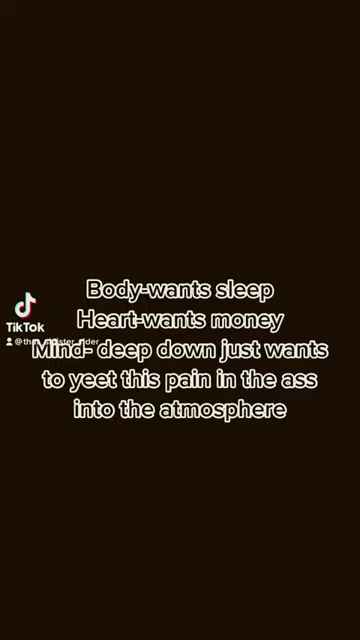 Body-wants sleep
Heart-wants money
TikTok
Mind- deep down just wants
to yeet this pain in the ass
into the atmosphere